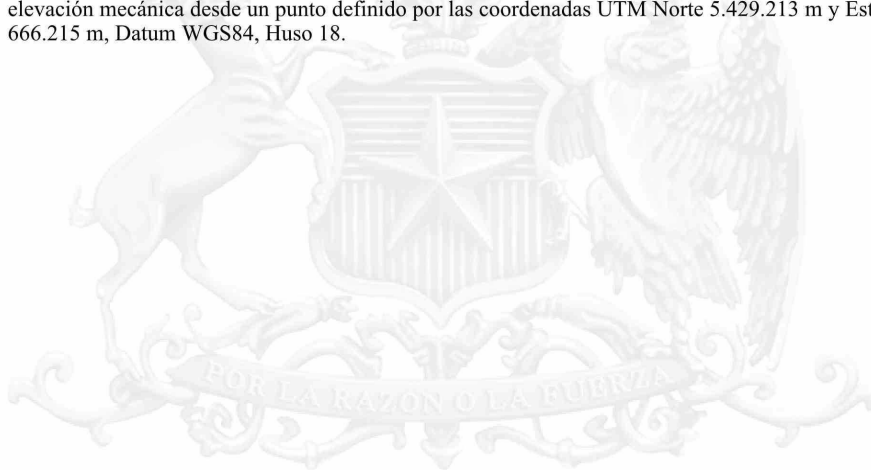 elevación mecánica desde un punto definido por las coordenadas UTM Norte 5.429.213 m y Est
666.215 m, Datum WGS84, Huso 18.
POR LA RAZÓN O LA FUERZA